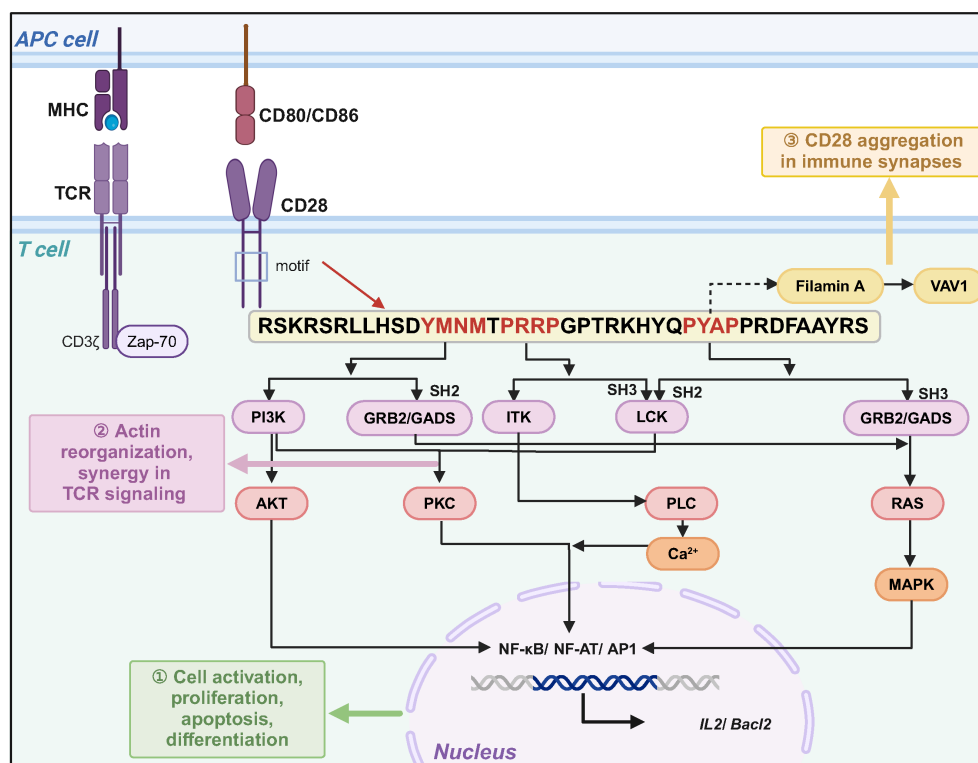 APC cell
MHC
CD80/CD86
③ CD28 aggregation
in immune synapses
TCR
CD28
T cell
motif
Filamin A
VAV1
RSKRSRLLHSDYMNMTPRRPGPTRKHYQPYAPPRDFAAYRS
CD3ζ
Zap-70
SH2
SH3
SH2
SH3
PI3K
GRB2/GADS
ITK
LCK
GRB2/GADS
② Actin
reorganization,
synergy in
TCR signaling
AKT
PKC
PLC
RAS
Ca²⁺
MAPK
NF-κB/ NF-AT/ AP1
① Cell activation,
proliferation,
apoptosis,
differentiation
IL2/ Bacl2
Nucleus